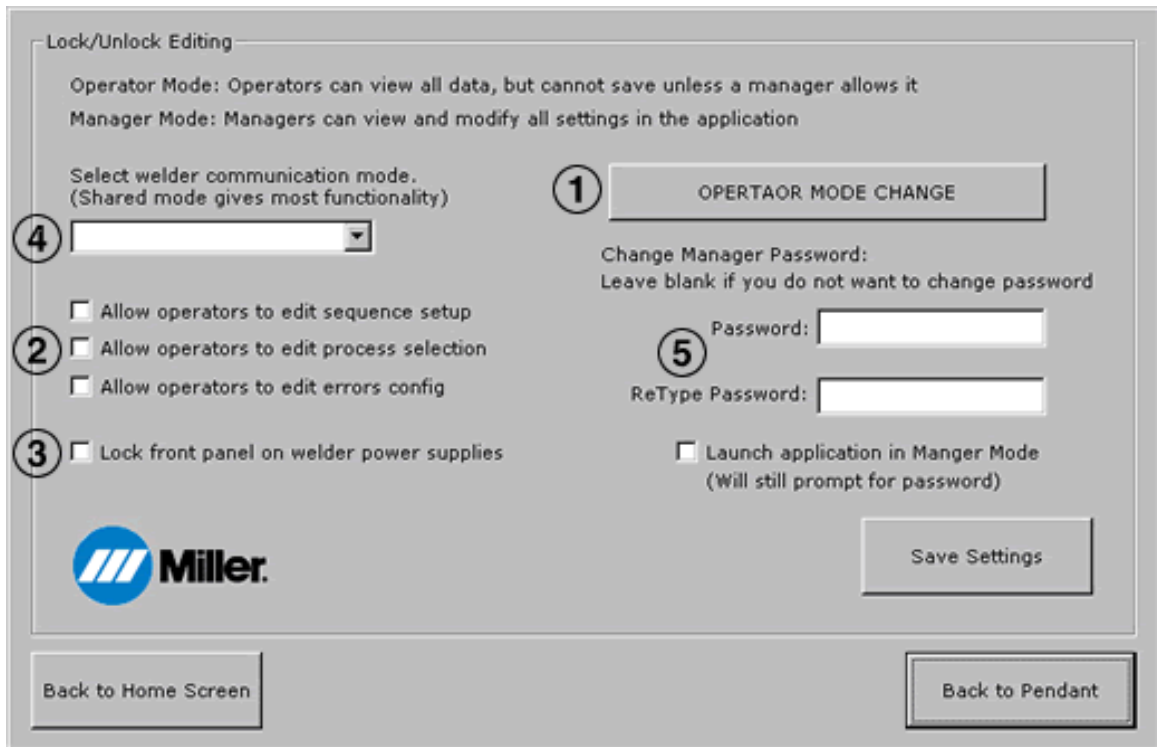 Lock/Unlock Editing
Operator Mode: Operators can view all data, but cannot save unless a manager allows it
Manager Mode: Managers can view and modify all settings in the application
Select welder communication mode.
(Shared mode gives most functionality)
4
1
OPERTAOR MODE CHANGE
Change Manager Password:
Leave blank if you do not want to change password
Allow operators to edit sequence setup
2
Allow operators to edit process selection
Allow operators to edit errors config
5
Password:
ReType Password:
3
Lock front panel on welder power supplies
Launch application in Manger Mode
(Will still prompt for password)
Miller.
Save Settings
Back to Home Screen
Back to Pendant